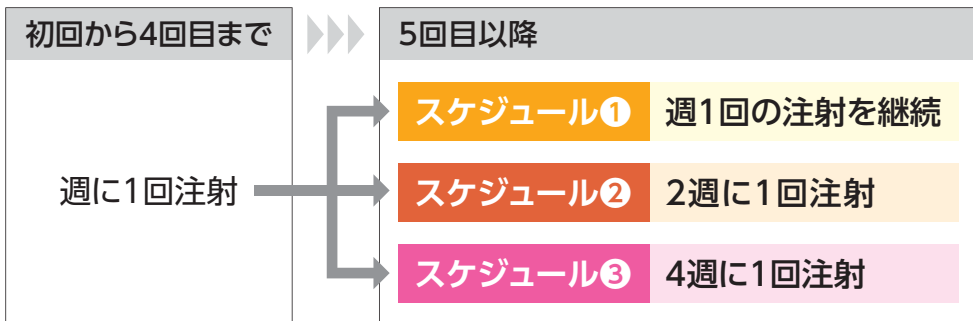 初回から4回目まで
5回目以降
週に1回注射
スケジュール❶ 週1回の注射を継続
スケジュール❷ 2週に1回注射
スケジュール❸ 4週に1回注射